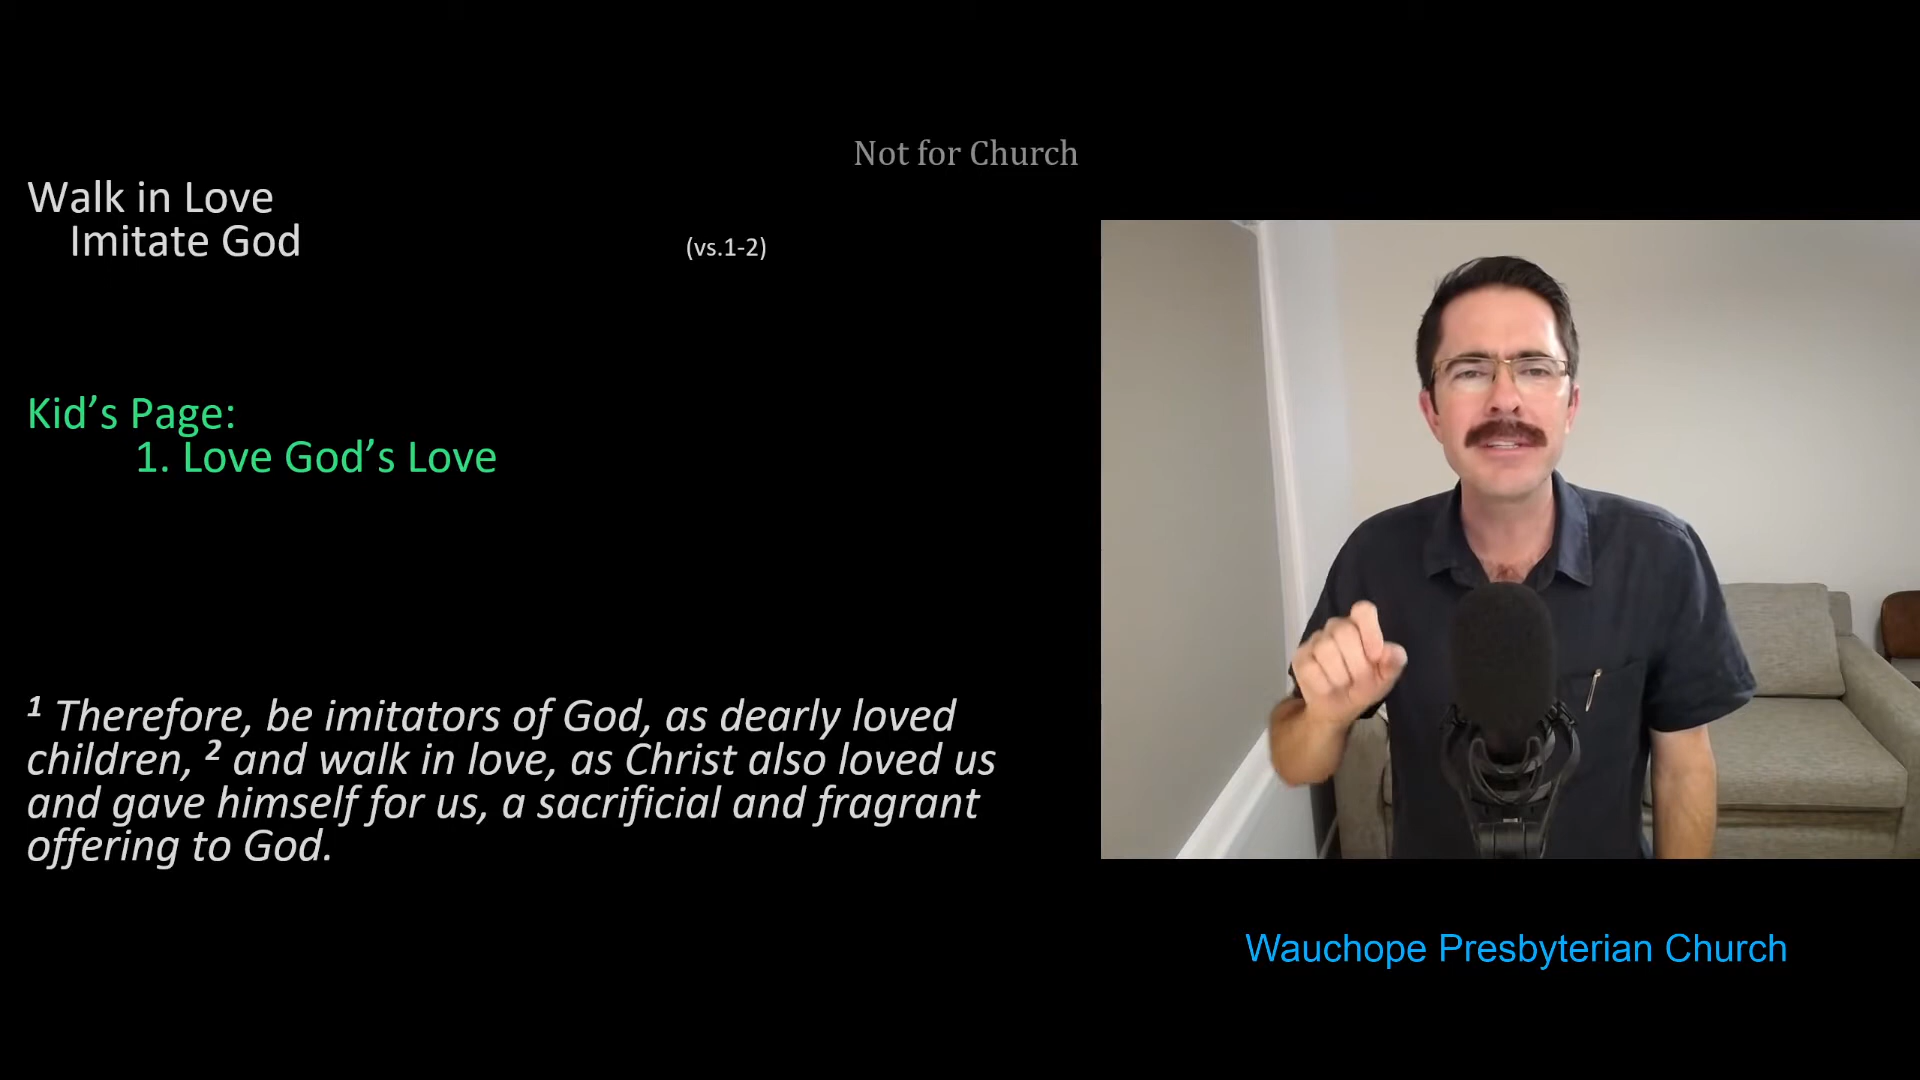 Not for Church
Walk in Love
Imitate God (vs.1-2)
Kid’s Page:
1. Love God’s Love
¹ Therefore, be imitators of God, as dearly loved
children, ² and walk in love, as Christ also loved us
and gave himself for us, a sacrificial and fragrant
offering to God.
Wauchope Presbyterian Church